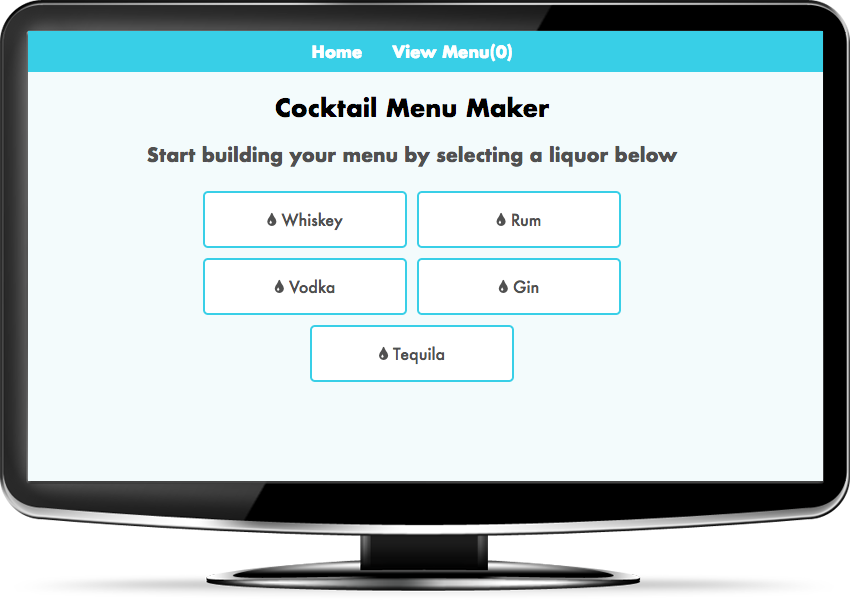 Home View Menu(0)
Cocktail Menu Maker
Start building your menu by selecting a liquor below
Whiskey Rum
Vodka Gin
Tequila